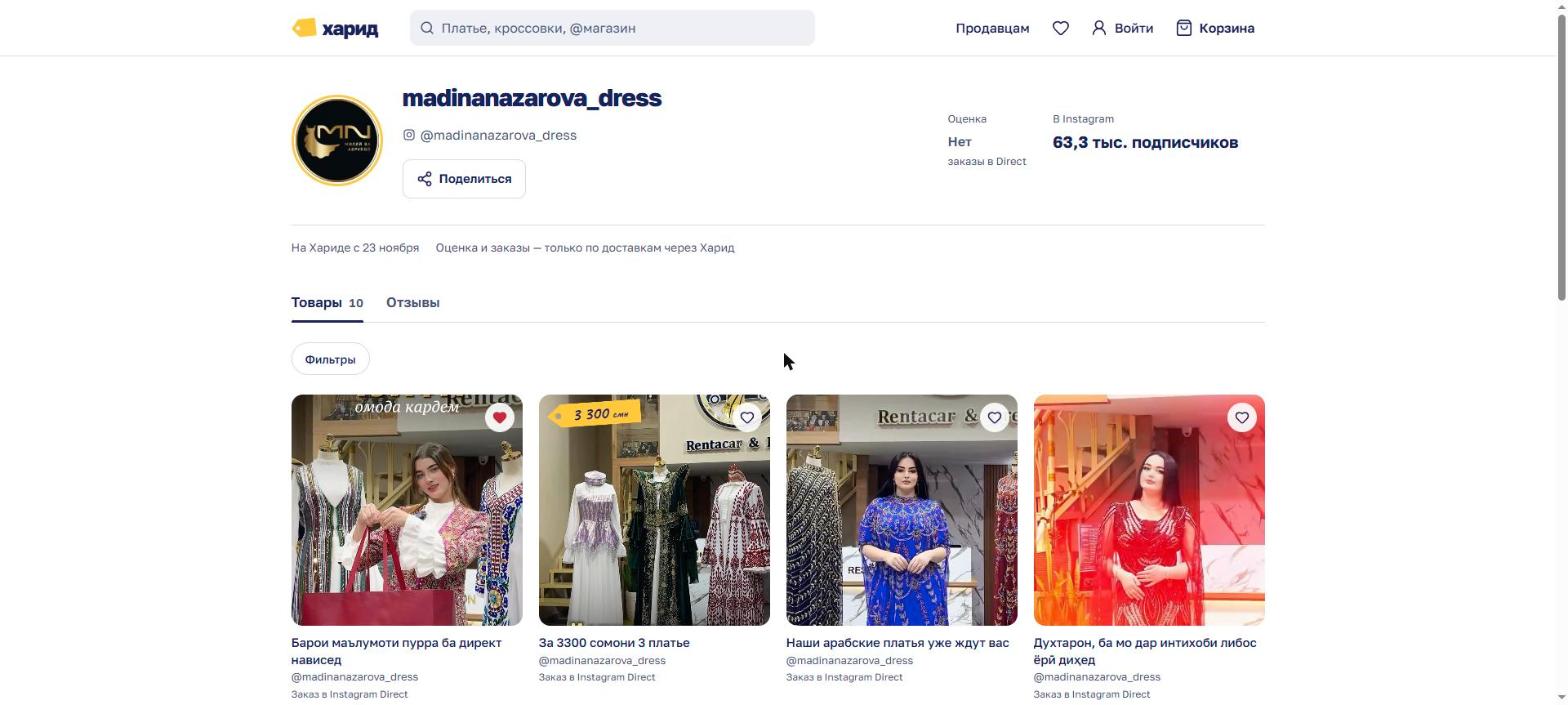 харид
Платье, кроссовки, @магазин
Продавцам
Войти
Корзина
madinanazarova_dress
@madinanazarova_dress
Поделиться
Оценка
Нет
заказы в Direct
В Instagram
63,3 тыс. подписчиков
MN
На Хариде с 23 ноября
Оценка и заказы — только по доставкам через Харид
Товары 10
Отзывы
Фильтры
омода кардем
3 300 смн
Rentacar &
Rentacar &
Барои маълумоти пурра ба директ
нависед
@madinanazarova_dress
Заказ в Instagram Direct
За 3300 сомони 3 платье
@madinanazarova_dress
Заказ в Instagram Direct
Наши арабские платья уже ждут вас
@madinanazarova_dress
Заказ в Instagram Direct
Духтарон, ба мо дар интихоби либос
ёрӣ диҳед
@madinanazarova_dress
Заказ в Instagram Direct